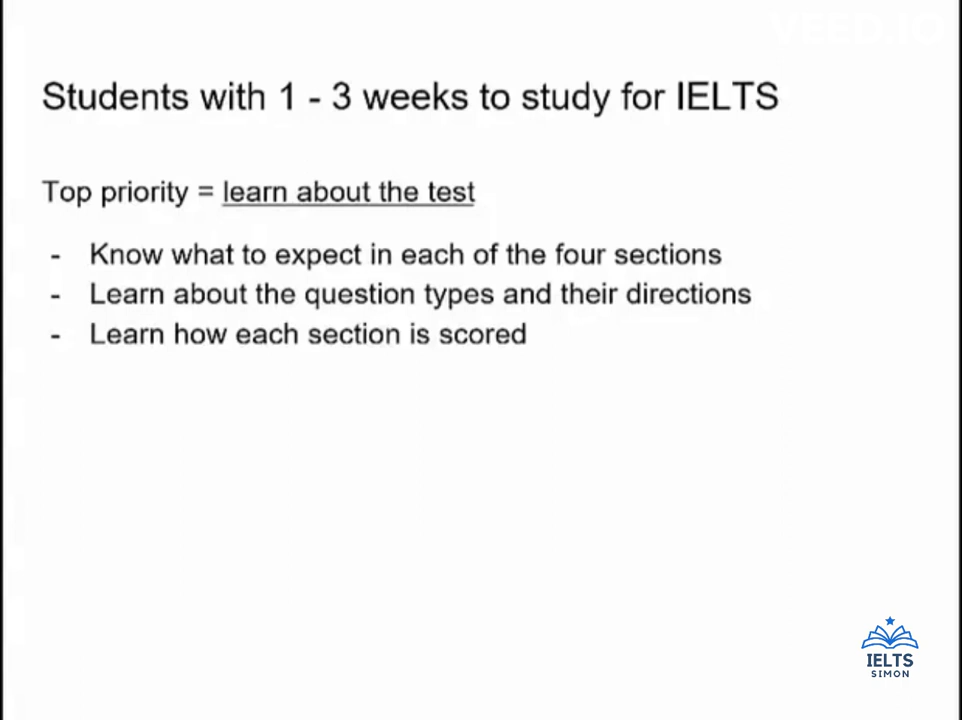 VEED.IO
Students with 1 - 3 weeks to study for IELTS
Top priority = learn about the test
- Know what to expect in each of the four sections
- Learn about the question types and their directions
- Learn how each section is scored
IELTS
SIMON